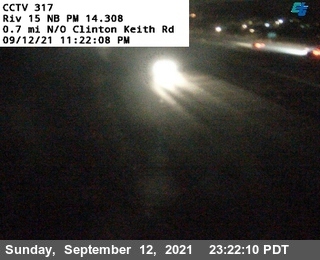 CCTV 317
Riv 15 NB PM 14.308
0.7 mi N/O Clinton Keith Rd
09/12/21 11:22:08 PM
Sunday, September 12, 2021 23:22:10 PDT